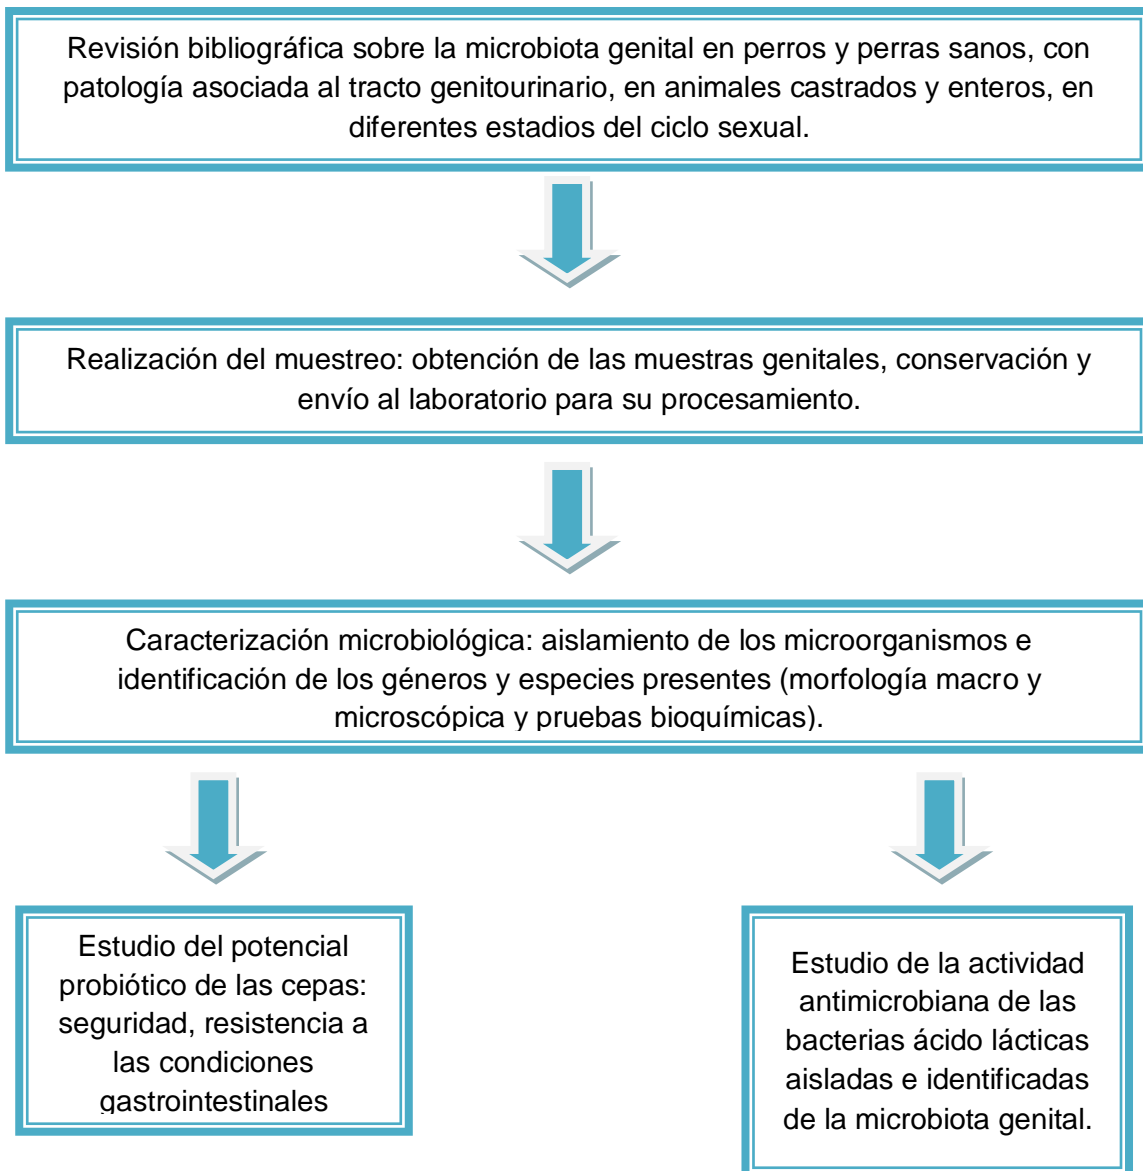 Revisión bibliográfica sobre la microbiota genital en perros y perras sanos, con
patología asociada al tracto genitourinario, en animales castrados y enteros, en
diferentes estadios del ciclo sexual.
Realización del muestreo: obtención de las muestras genitales, conservación y
envío al laboratorio para su procesamiento.
Caracterización microbiológica: aislamiento de los microorganismos e
identificación de los géneros y especies presentes (morfología macro y
microscópica y pruebas bioquímicas).
Estudio del potencial
probiótico de las cepas:
seguridad, resistencia a
las condiciones
gastrointestinales
Estudio de la actividad
antimicrobiana de las
bacterias ácido lácticas
aisladas e identificadas
de la microbiota genital.